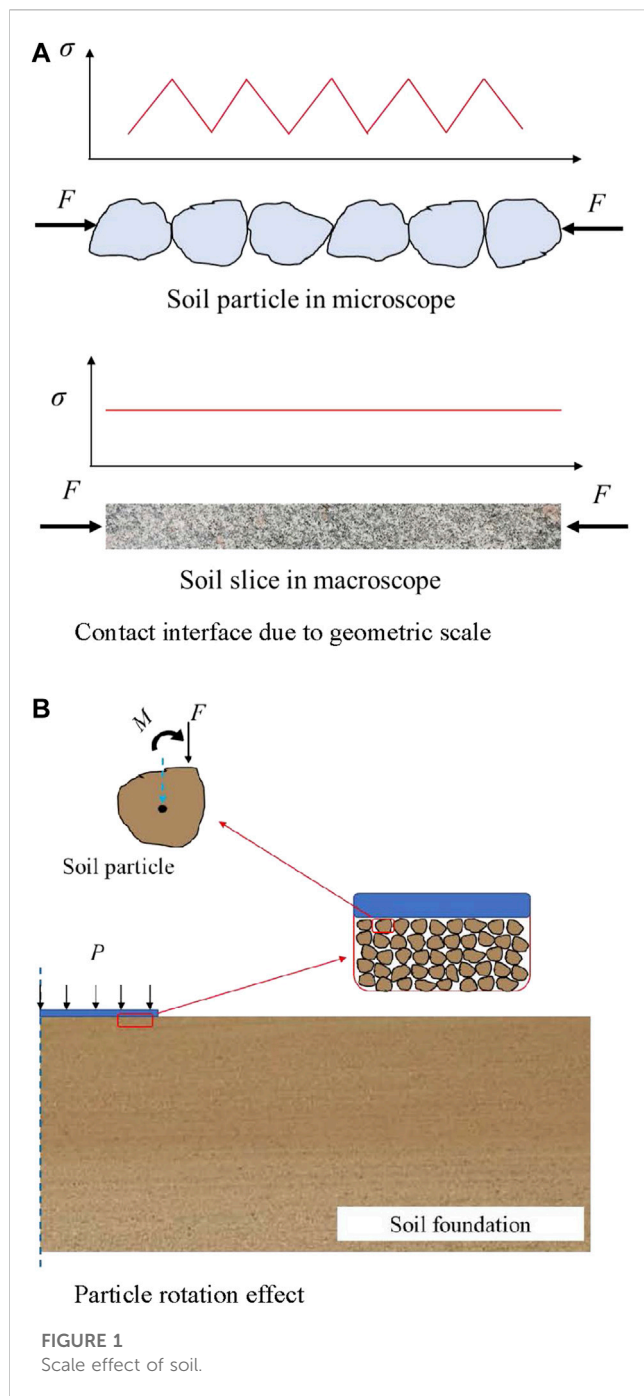 A
σ
F
F
Soil particle in microscope
σ
F
F
Soil slice in macroscope
Contact interface due to geometric scale
B
M
F
Soil particle
P
Soil foundation
Particle rotation effect
FIGURE 1
Scale effect of soil.